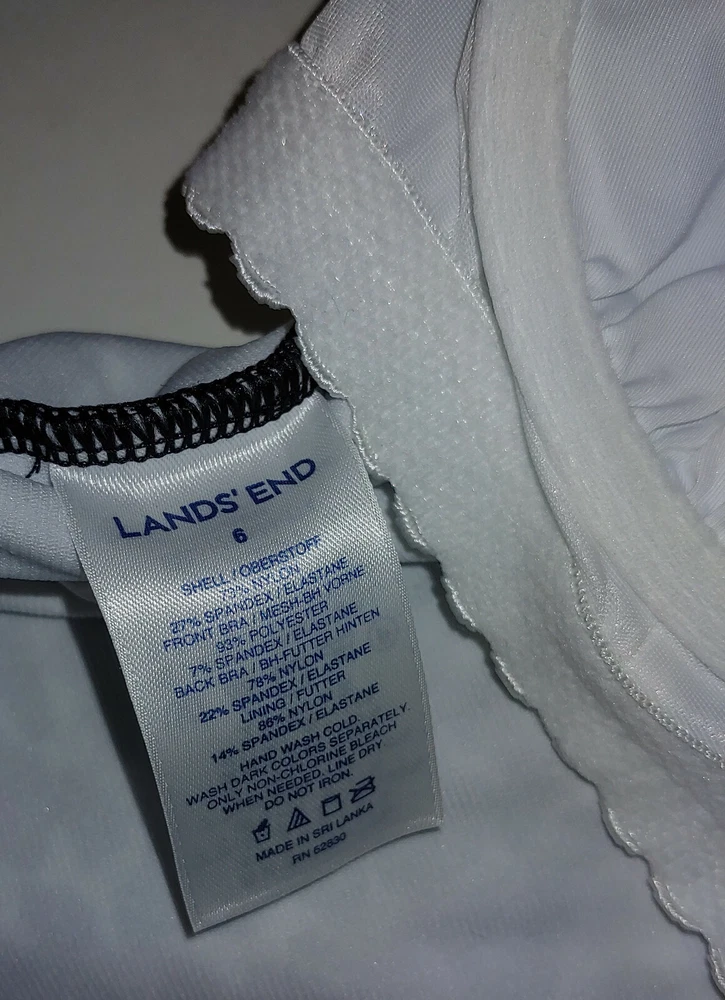 LANDS' END
6
SHELL / OBERSTOFF
73% NYLON
27% SPANDEX / ELASTANE
FRONT BRA / MESH-BH VORNE
93% POLYESTER
7% SPANDEX / ELASTANE
BACK BRA / BH-FUTTER HINTEN
78% NYLON
22% SPANDEX / ELASTANE
LINING / FUTTER
86% NYLON
14% SPANDEX / ELASTANE
HAND WASH COLD.
WASH DARK COLORS SEPARATELY.
ONLY NON-CHLORINE BLEACH
WHEN NEEDED. LINE DRY.
DO NOT IRON.
MADE IN SRI LANKA
RN 62830